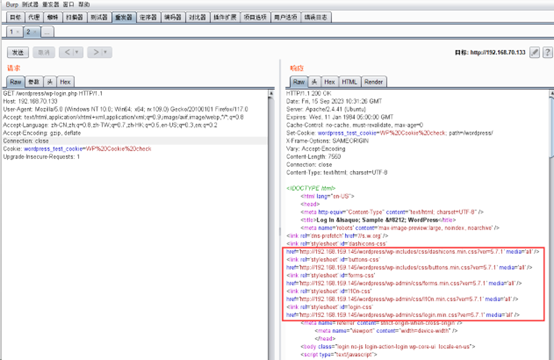 Burp 测试器 重发器 窗口 帮助
目标 代理 蜘蛛 扫描器 测试器 重发器 定序器 编码器 对比器 插件扩展 项目选项 用户选项 编辑日志
1 × 2 × ...
发送 取消 < >
目标: http://192.168.70.133
请求
Raw 参数 头 Hex
GET /wordpress/wp-login.php HTTP/1.1
Host: 192.168.70.133
User-Agent: Mozilla/5.0 (Windows NT 10.0; Win64; x64; rv:109.0) Gecko/20100101 Firefox/117.0
Accept: text/html,application/xhtml+xml,application/xml;q=0.9,image/avif,image/webp,*/*;q=0.8
Accept-Language: zh-CN,zh;q=0.8,zh-TW;q=0.7,zh-HK;q=0.5,en-US;q=0.3,en;q=0.2
Accept-Encoding: gzip, deflate
Connection: close
Cookie: wordpress_test_cookie=WP%20Cookie%20check
Upgrade-Insecure-Requests: 1
响应
Raw 头 Hex HTML Render
HTTP/1.1 200 OK
Date: Fri, 15 Sep 2023 10:31:26 GMT
Server: Apache/2.4.41 (Ubuntu)
Expires: Wed, 11 Jan 1984 05:00:00 GMT
Cache-Control: no-cache, must-revalidate, max-age=0
Set-Cookie: wordpress_test_cookie=WP%20Cookie%20check; path=/wordpress/
X-Frame-Options: SAMEORIGIN
Vary: Accept-Encoding
Content-Length: 7560
Connection: close
Content-Type: text/html; charset=UTF-8
<!DOCTYPE html>
<html lang="en-US">
<head>
<meta http-equiv="Content-Type" content="text/html; charset=UTF-8" />
<title>Log In &lsaquo; Sample &#8212; WordPress</title>
<meta name='robots' content='max-image-preview:large, noindex, noarchive' />
<link rel='dns-prefetch' href='//s.w.org' />
<link rel='stylesheet' id='dashicons-css'
href='http://192.168.159.145/wordpress/wp-includes/css/dashicons.min.css?ver=5.7.1' media='all' />
<link rel='stylesheet' id='buttons-css'
href='http://192.168.159.145/wordpress/wp-includes/css/buttons.min.css?ver=5.7.1' media='all' />
<link rel='stylesheet' id='forms-css'
href='http://192.168.159.145/wordpress/wp-admin/css/forms.min.css?ver=5.7.1' media='all' />
<link rel='stylesheet' id='l10n-css'
href='http://192.168.159.145/wordpress/wp-admin/css/l10n.min.css?ver=5.7.1' media='all' />
<link rel='stylesheet' id='login-css'
href='http://192.168.159.145/wordpress/wp-admin/css/login.min.css?ver=5.7.1' media='all' />
<meta name='referrer' content='strict-origin-when-cross-origin' />
<meta name="viewport" content="width=device-width" />
</head>
<body class="login no-js login-action-login wp-core-ui locale-en-us">
<script type="text/javascript">